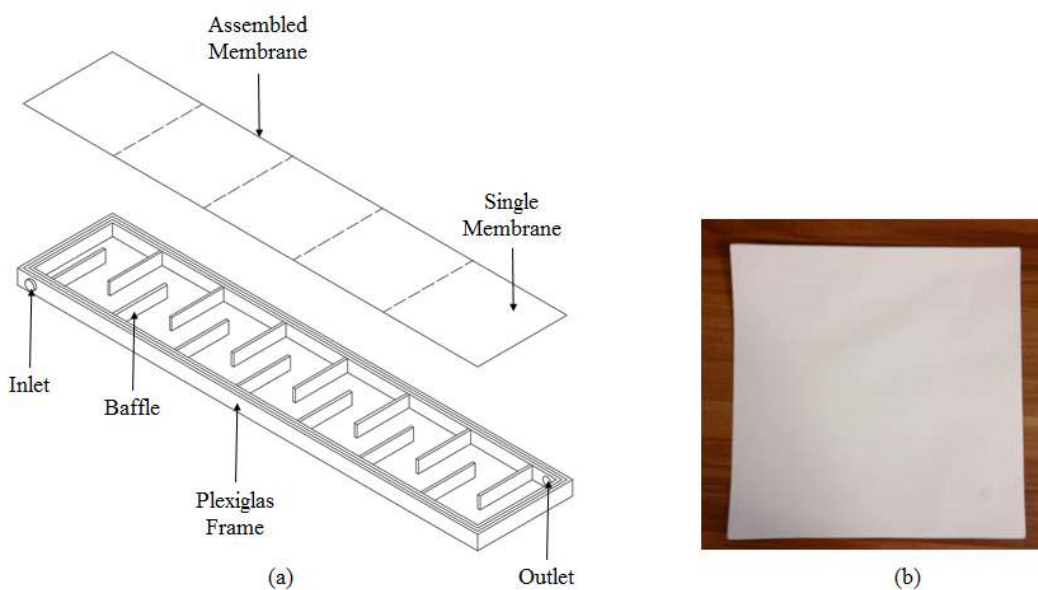 Assembled
Membrane
Single
Membrane
Inlet
Baffle
Plexiglas
Frame
Outlet
(a)
(b)